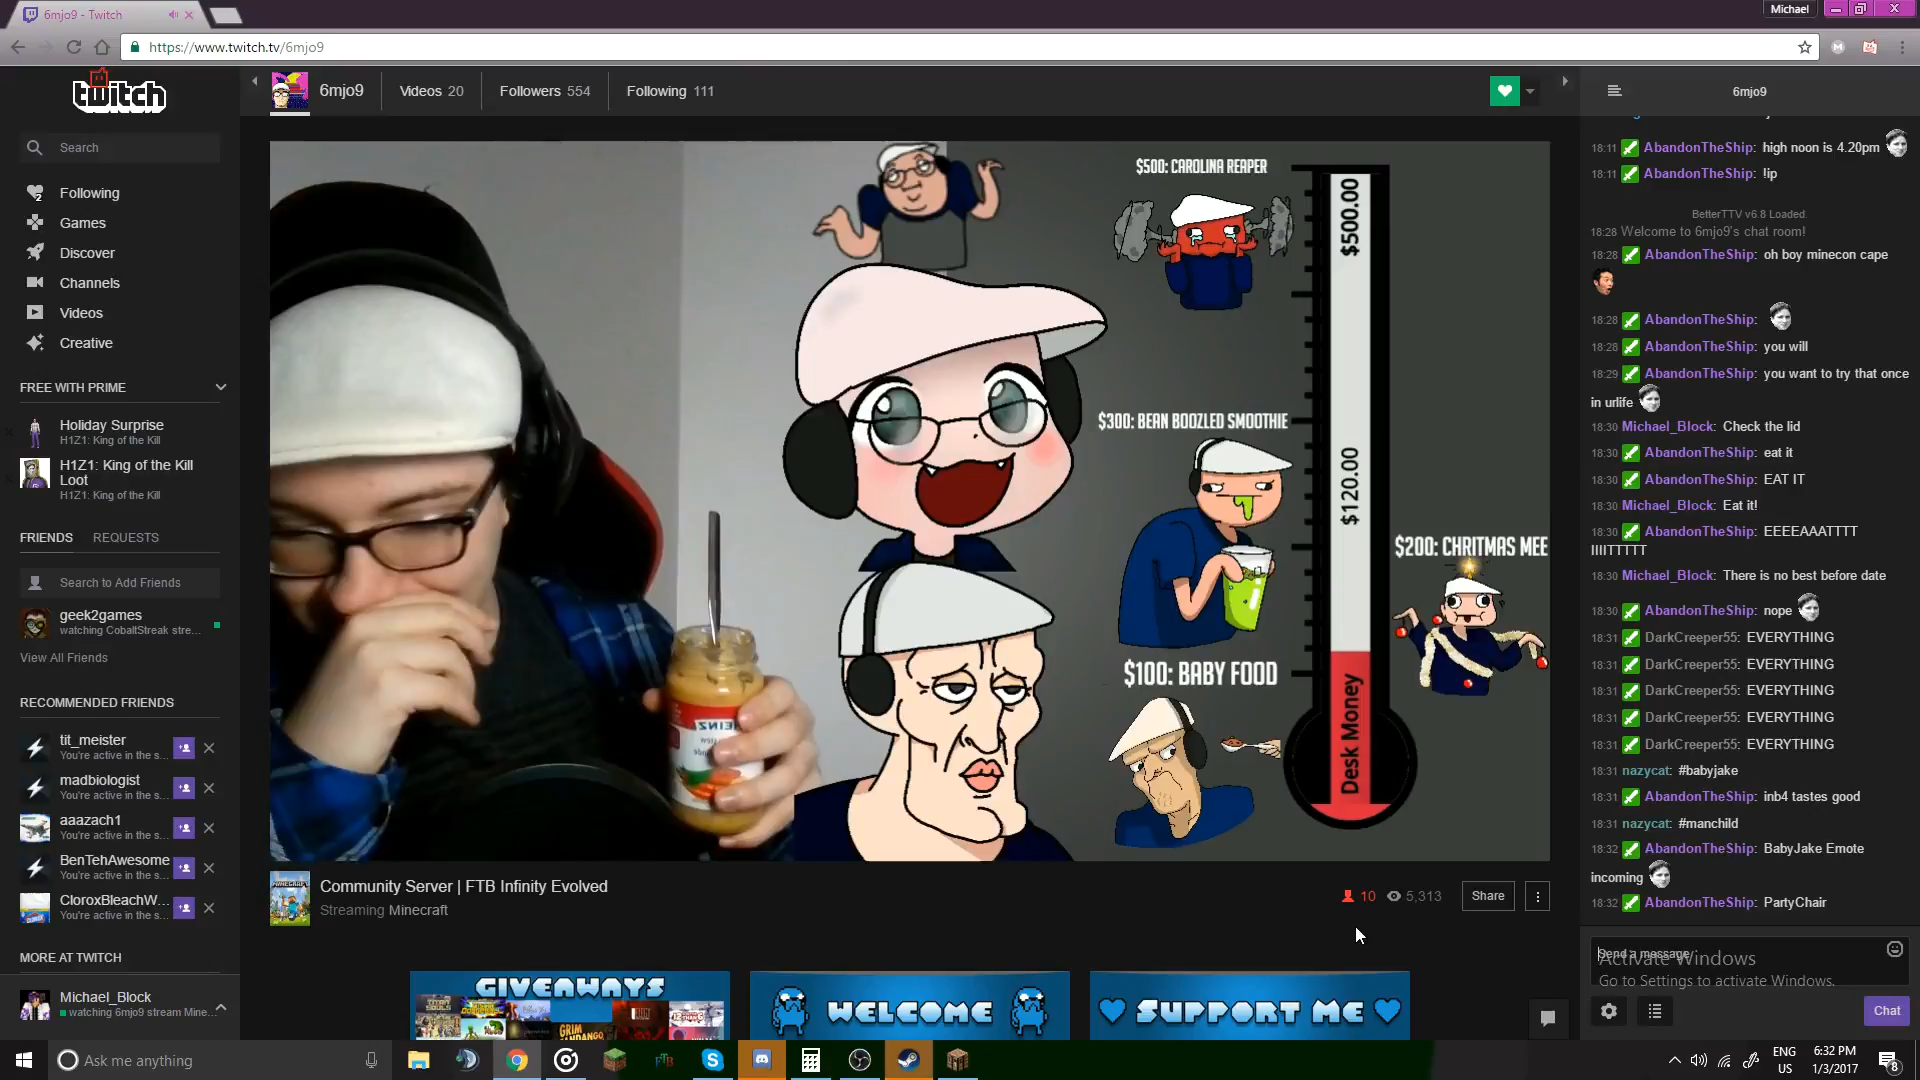 6mjo9 - Twitch
Michael
https://www.twitch.tv/6mjo9
twitch
Search
Following
2
Games
Discover
Channels
Videos
Creative
FREE WITH PRIME
Holiday Surprise
H1Z1: King of the Kill
H1Z1: King of the Kill
Loot
H1Z1: King of the Kill
FRIENDS REQUESTS
Search to Add Friends
geek2games
watching CobaltStreak stre...
View All Friends
RECOMMENDED FRIENDS
tit_meister
You're active in the s...
madbiologist
You're active in the s...
aaazach1
You're active in the s...
BenTehAwesome
You're active in the s...
CloroxBleachW...
You're active in the s...
MORE AT TWITCH
Michael_Block
watching 6mjo9 stream Mine...
6mjo9 Videos 20 Followers 554 Following 111
$500: CAROLINA REAPER
$500.00
$300: BEAN BOOZLED SMOOTHIE
$120.00
$200: CHRITMAS MEE
$100: BABY FOOD
Desk Money
HEINZ
Community Server | FTB Infinity Evolved
Streaming Minecraft
10 5,313 Share
GIVEAWAYS
GRIM
FANDANGO
WELCOME
SUPPORT ME
6mjo9
18:11 AbandonTheShip: high noon is 4.20pm
18:11 AbandonTheShip: !ip
BetterTTV v6.8 Loaded.
18:28 Welcome to 6mjo9's chat room!
18:28 AbandonTheShip: oh boy minecon cape
18:28 AbandonTheShip:
18:28 AbandonTheShip: you will
18:29 AbandonTheShip: you want to try that once
in urlife
18:30 Michael_Block: Check the lid
18:30 AbandonTheShip: eat it
18:30 AbandonTheShip: EAT IT
18:30 Michael_Block: Eat it!
18:30 AbandonTheShip: EEEEAAATTTT
IIIITTTTT
18:30 Michael_Block: There is no best before date
18:30 AbandonTheShip: nope
18:31 DarkCreeper55: EVERYTHING
18:31 DarkCreeper55: EVERYTHING
18:31 DarkCreeper55: EVERYTHING
18:31 DarkCreeper55: EVERYTHING
18:31 DarkCreeper55: EVERYTHING
18:31 nazycat: #babyjake
18:31 AbandonTheShip: inb4 tastes good
18:31 nazycat: #manchild
18:32 AbandonTheShip: BabyJake Emote
incoming
18:32 AbandonTheShip: PartyChair
Send a message
Activate Windows
Go to Settings to activate Windows.
Chat
Ask me anything
FTB
ENG
US
6:32 PM
1/3/2017
8